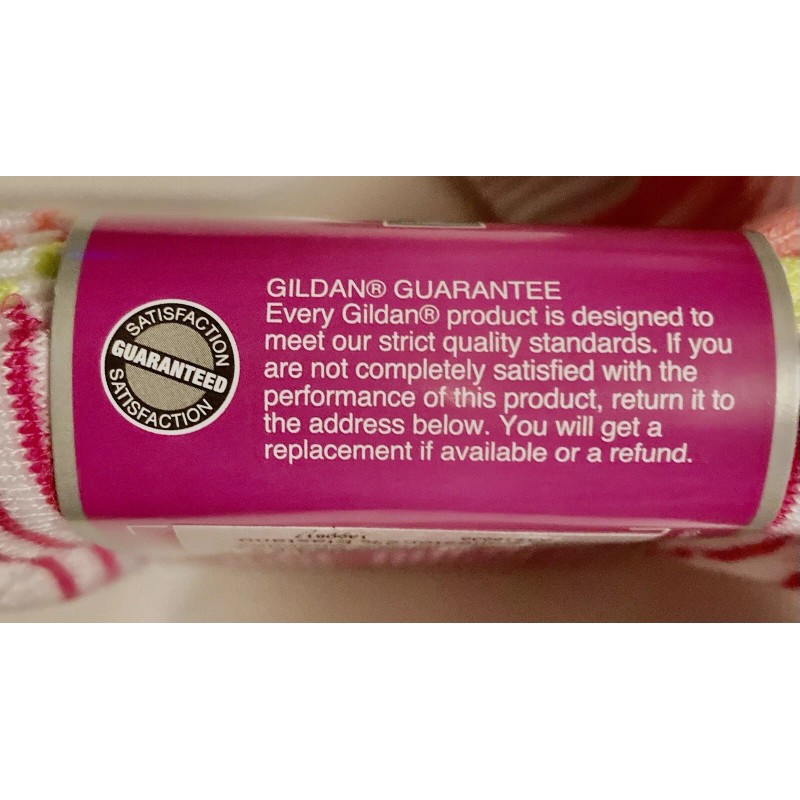 SATISFACTION
GUARANTEED
SATISFACTION
GILDAN® GUARANTEE
Every Gildan® product is designed to
meet our strict quality standards. If you
are not completely satisfied with the
performance of this product, return it to
the address below. You will get a
replacement if available or a refund.